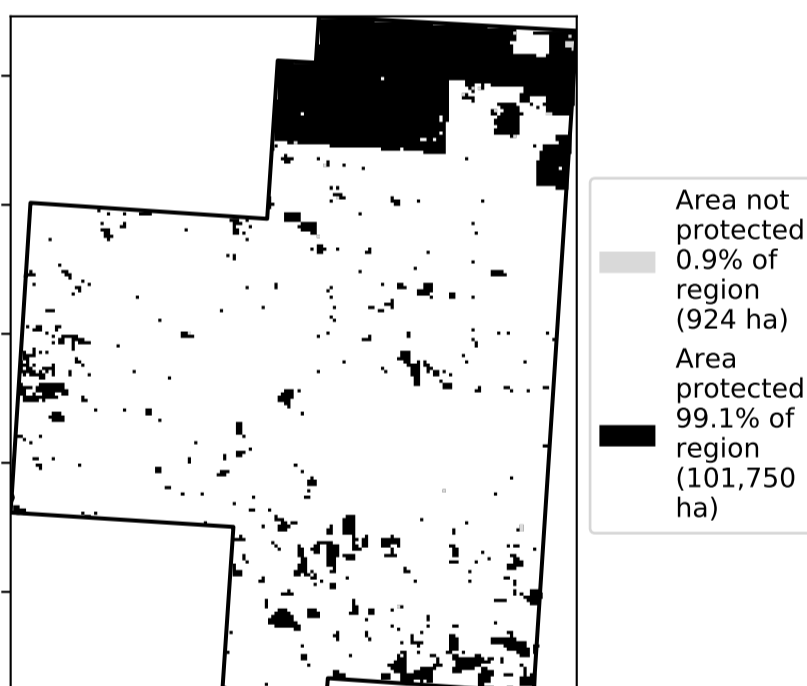 Area not
protected
0.9% of
region
(924 ha)
Area
protected
99.1% of
region
(101,750
ha)